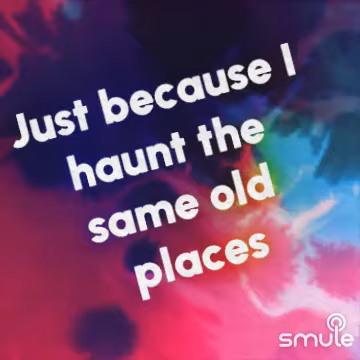 Just because I
haunt the
same old
places
smule